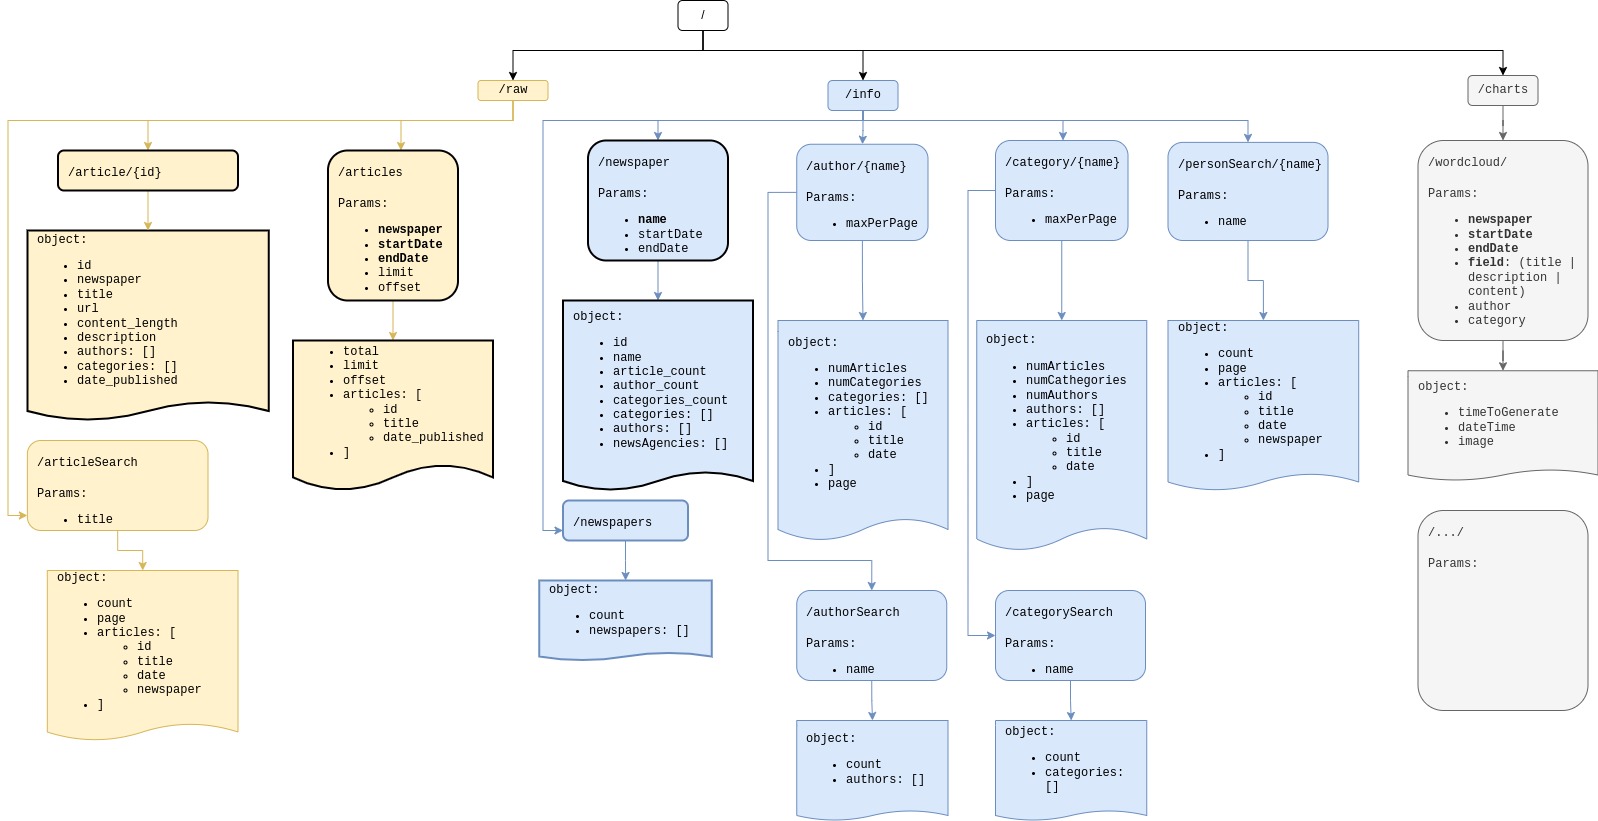 /
/raw
/info
/charts
/article/{id}
object:
id
newspaper
title
url
content_length
description
authors: []
categories: []
date_published
/articleSearch
Params:
title
object:
count
page
articles: [
id
title
date
newspaper
]
/articles
Params:
newspaper
startDate
endDate
limit
offset
total
limit
offset
articles: [
id
title
date_published
]
/newspaper
Params:
name
startDate
endDate
object:
id
name
article_count
author_count
categories_count
categories: []
authors: []
newsAgencies: []
/newspapers
object:
count
newspapers: []
/author/{name}
Params:
maxPerPage
object:
numArticles
numCategories
categories: []
articles: [
id
title
date
]
page
/authorSearch
Params:
name
object:
count
authors: []
/category/{name}
Params:
maxPerPage
object:
numArticles
numCathegories
numAuthors
authors: []
articles: [
id
title
date
]
page
/categorySearch
Params:
name
object:
count
categories:
[]
/personSearch/{name}
Params:
name
object:
count
page
articles: [
id
title
date
newspaper
]
/wordcloud/
Params:
newspaper
startDate
endDate
field: (title |
description |
content)
author
category
object:
timeToGenerate
dateTime
image
/.../
Params: